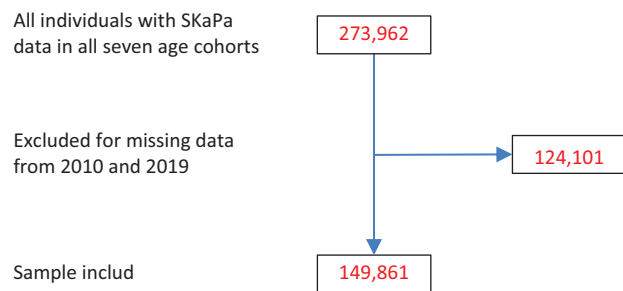 All individuals with SKaPa
data in all seven age cohorts
273,962
Excluded for missing data
from 2010 and 2019
124,101
Sample includ
149,861